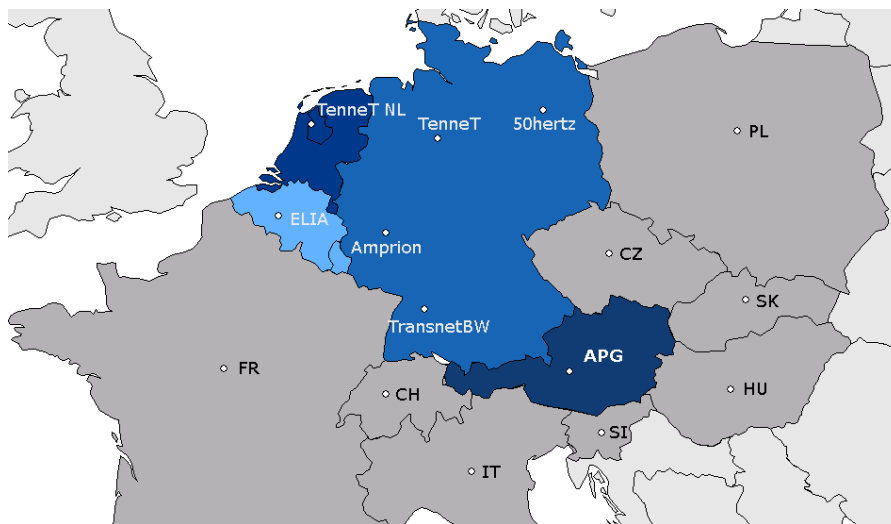 TenneT NL
TenneT
50hertz
PL
ELIA
Amprion
CZ
SK
TransnetBW
APG
FR
CH
HU
SI
IT